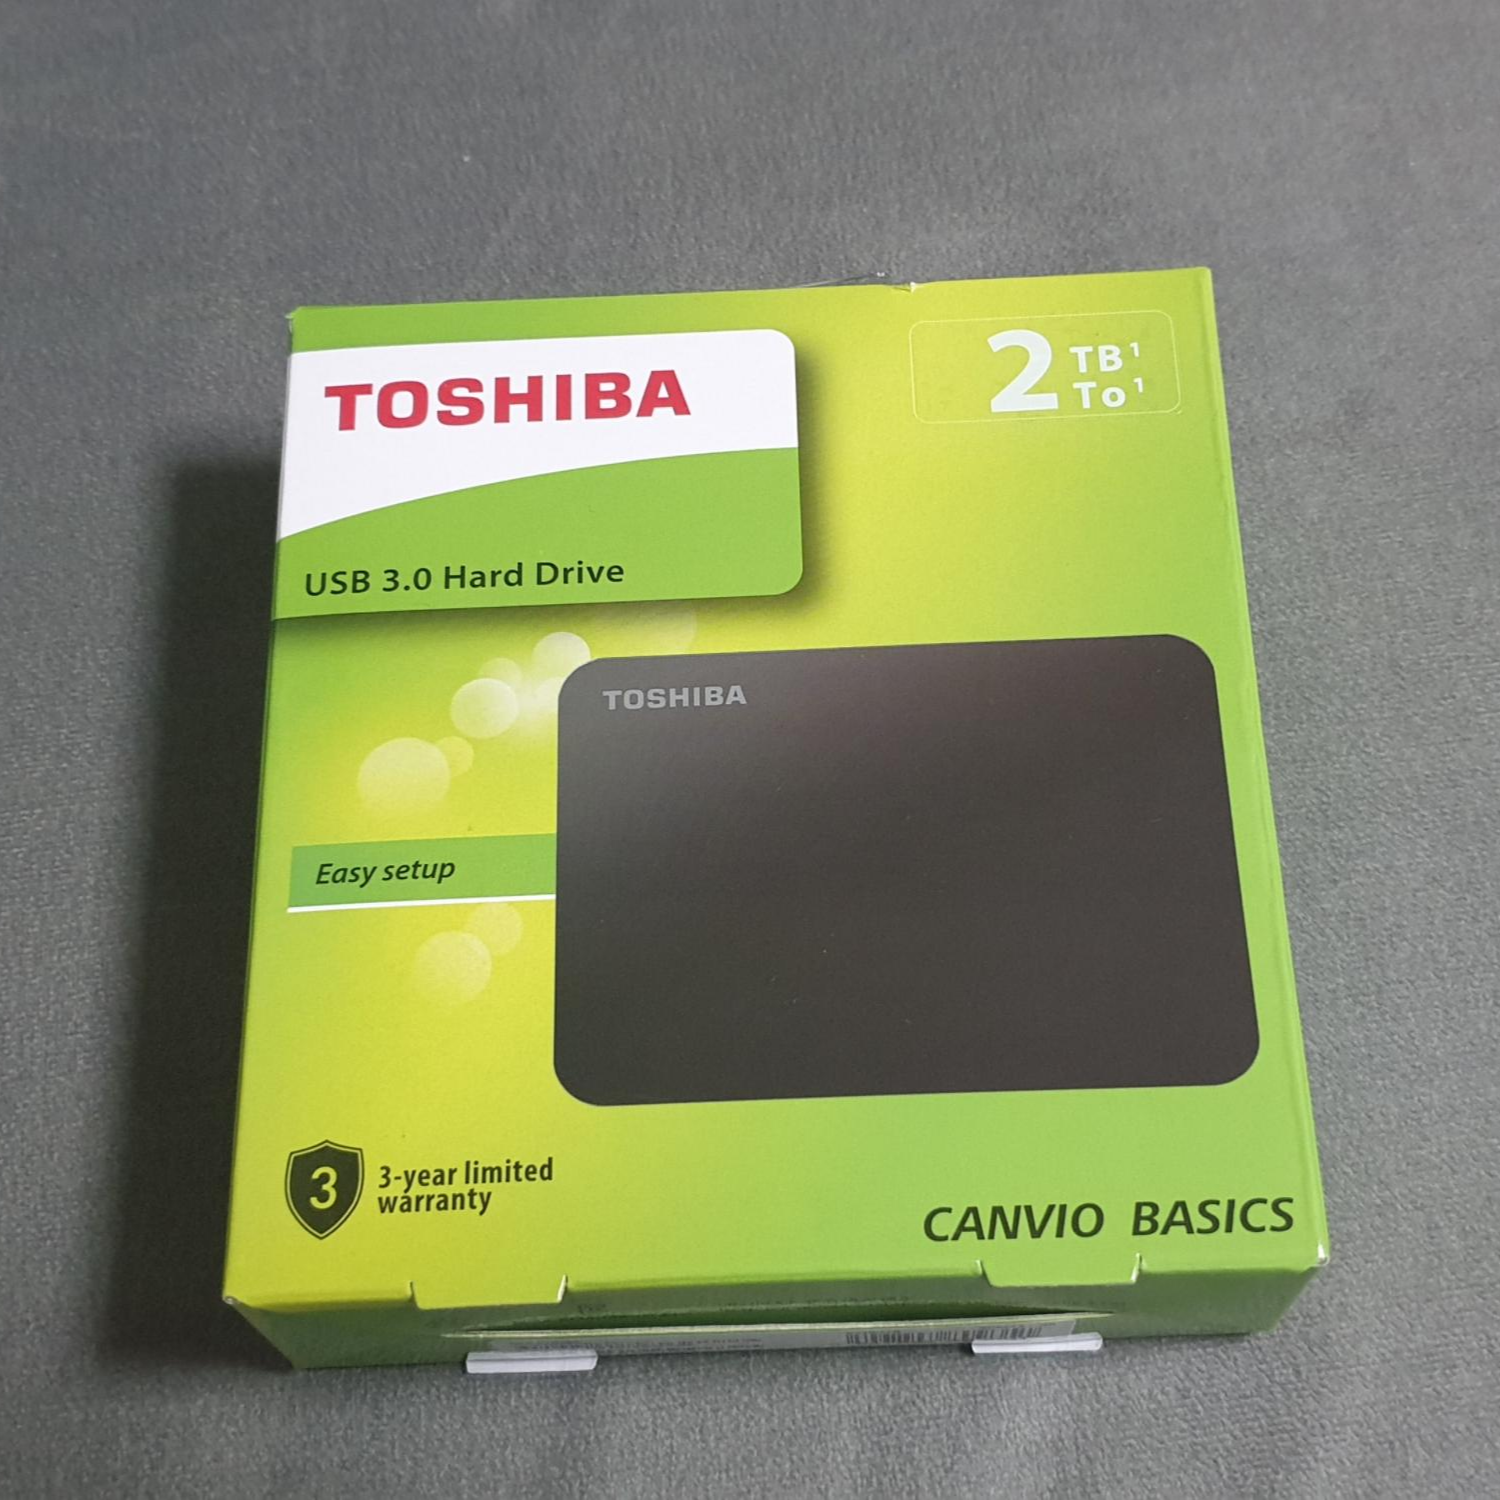 TOSHIBA
2 TB¹
To¹
USB 3.0 Hard Drive
TOSHIBA
Easy setup
3
3-year limited
warranty
CANVIO BASICS